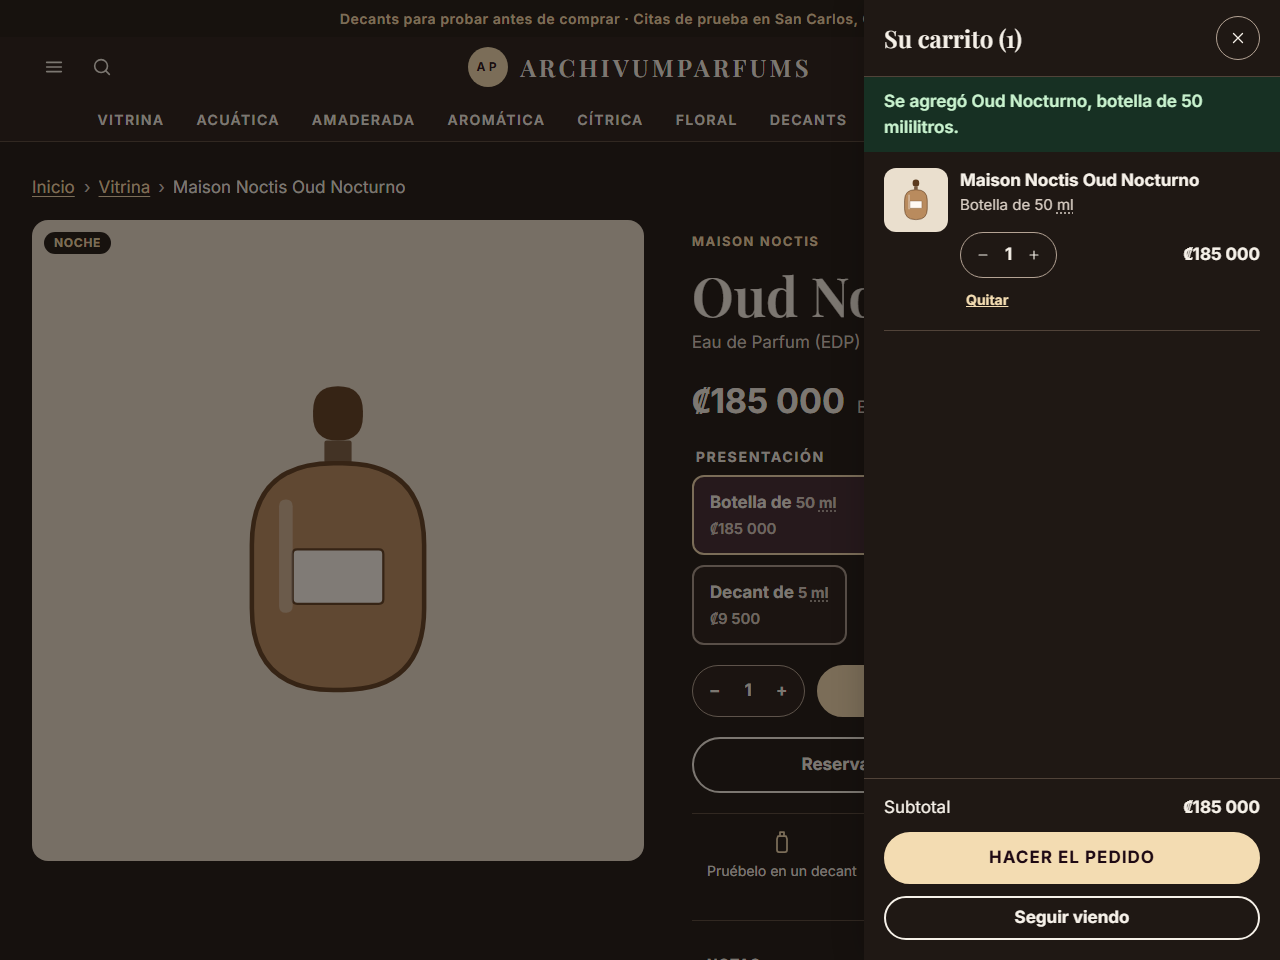 Decants para probar antes de comprar · Citas de prueba en San Carlos,
AP ARCHIVUMPARFUMS
VITRINA ACUÁTICA AMADERADA AROMÁTICA CÍTRICA FLORAL DECANTS
Inicio › Vitrina › Maison Noctis Oud Nocturno
NOCHE
MAISON NOCTIS
Oud No
Eau de Parfum (EDP)
₡185 000
PRESENTACIÓN
Botella de 50 ml
₡185 000
Decant de 5 ml
₡9 500
− 1 +
Reserva
Pruébelo en un decant
Su carrito (1)
Se agregó Oud Nocturno, botella de 50
mililitros.
Maison Noctis Oud Nocturno
Botella de 50 ml
− 1 +
₡185 000
Quitar
Subtotal ₡185 000
HACER EL PEDIDO
Seguir viendo